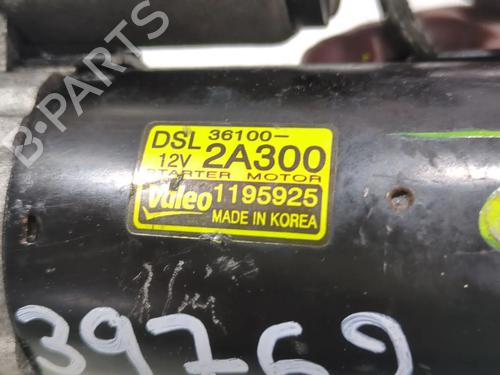 DSL 36100-
12V 2A300
STARTER MOTOR
Valeo 1195925
MADE IN KOREA
39769
B-PARTS